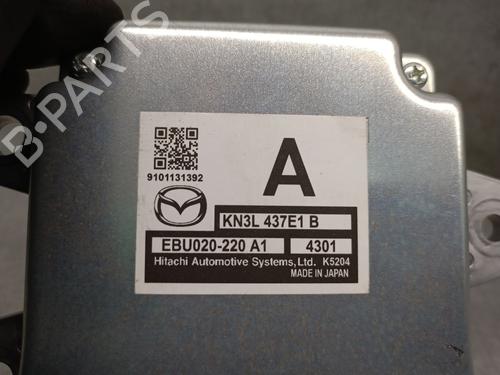 B-PARTS
9101131392
A
KN3L 437E1 B
EBU020-220 A1 4301
Hitachi Automotive Systems,Ltd. K5204
MADE IN JAPAN